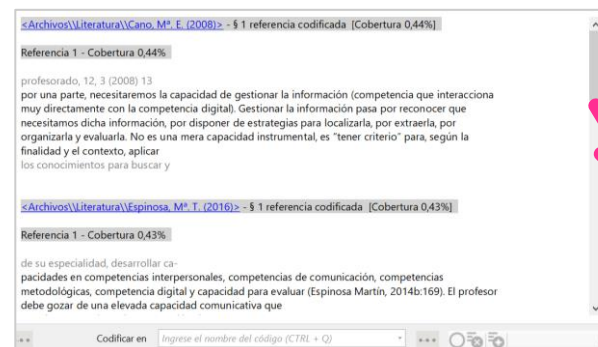 <Archivos\\Literatura\\Cano, Mª. E. (2008)> - § 1 referencia codificada [Cobertura 0,44%]
Referencia 1 - Cobertura 0,44%
profesorado, 12, 3 (2008) 13
por una parte, necesitaremos la capacidad de gestionar la información (competencia que interacciona
muy directamente con la competencia digital). Gestionar la información pasa por reconocer que
necesitamos dicha información, por disponer de estrategias para localizarla, por extraerla, por
organizarla y evaluarla. No es una mera capacidad instrumental, es "tener criterio" para, según la
finalidad y el contexto, aplicar
los conocimientos para buscar y
<Archivos\\Literatura\\Espinosa, Mª. T. (2016)> - § 1 referencia codificada [Cobertura 0,43%]
Referencia 1 - Cobertura 0,43%
de su especialidad, desarrollar ca-
pacidades en competencias interpersonales, competencias de comunicación, competencias
metodológicas, competencia digital y capacidad para evaluar (Espinosa Martín, 2014b:169). El profesor
debe gozar de una elevada capacidad comunicativa que
Codificar en Ingrese el nombre del código (CTRL + Q)